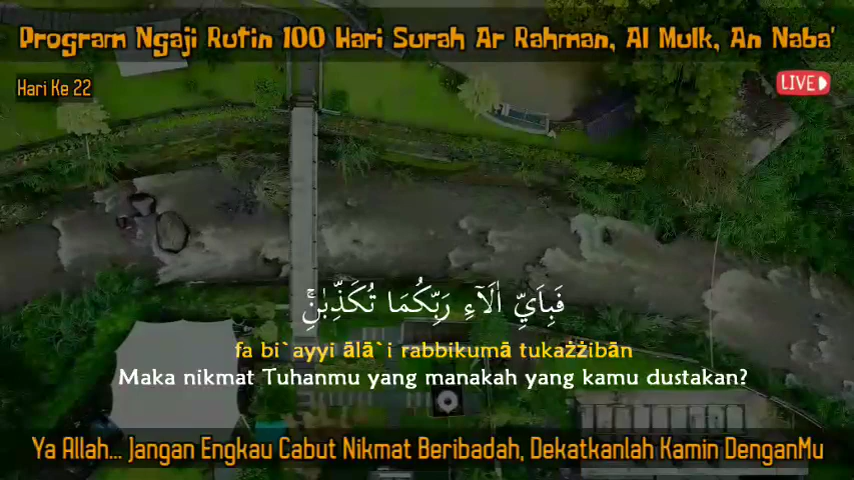 Program Ngaji Rutin 100 Hari Surah Ar Rahman, Al Mulk, An Naba'
Hari Ke 22
LIVE
فَبِاَيِّ اٰلَاۤءِ رَبِّكُمَا تُكَذِّبٰنِۚ
fa bi`ayyi ālā`i rabbikumā tukażżibān
Maka nikmat Tuhanmu yang manakah yang kamu dustakan?
Ya Allah... Jangan Engkau Cabut Nikmat Beribadah, Dekatkanlah Kamin DenganMu